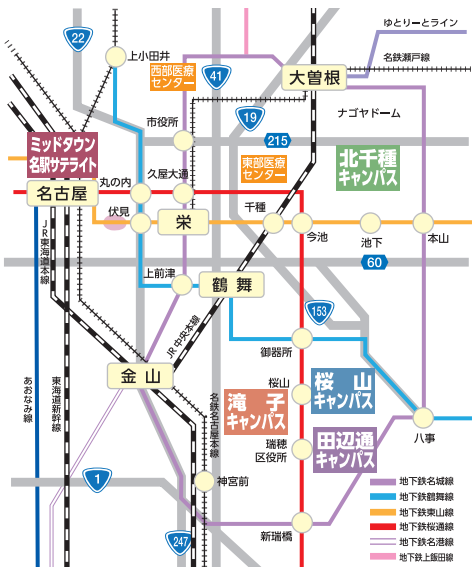 22
上小田井
西部医療
センター
41
大曽根
ゆとりーとライン
名鉄瀬戸線
19
ナゴヤドーム
市役所
215
ミッドタウン
名駅サテライト
東部医療
センター
北千種
キャンパス
丸の内
久屋大通
名古屋
伏見
栄
千種
今池
池下
本山
JR東海道本線
上前津
60
鶴舞
153
JR中央本線
御器所
金山
桜山
桜山
キャンパス
滝子
キャンパス
あおなみ線
東海道新幹線
名鉄名古屋本線
瑞穂
区役所
田辺通
キャンパス
八事
1
神宮前
新瑞橋
247
地下鉄名城線
地下鉄鶴舞線
地下鉄東山線
地下鉄桜通線
地下鉄名港線
地下鉄上飯田線